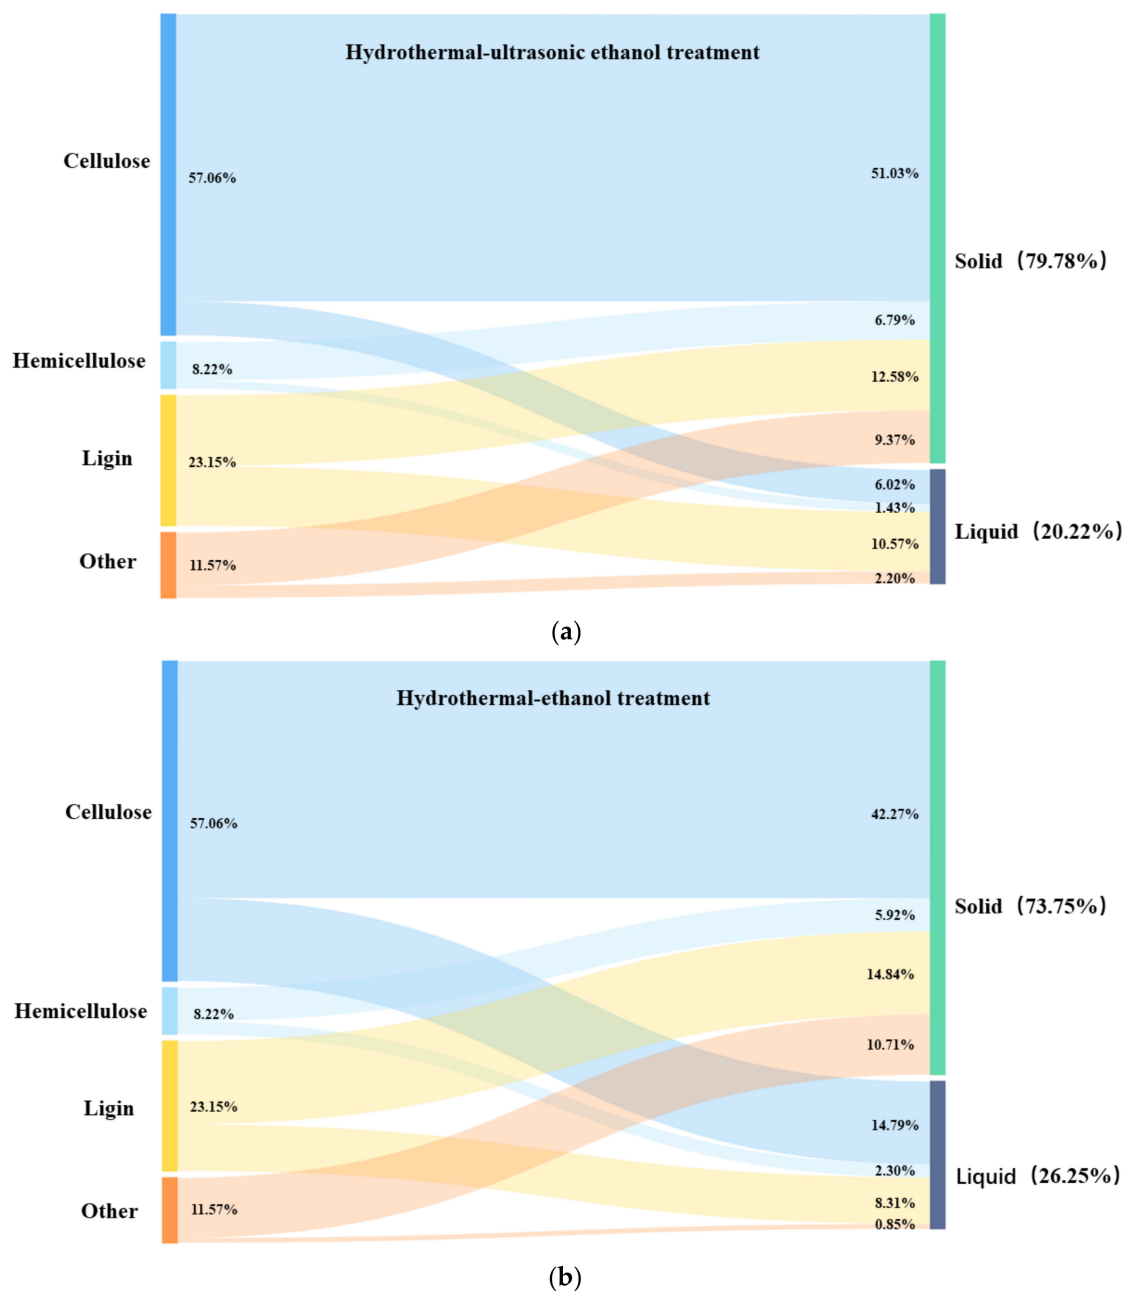 Hydrothermal-ultrasonic ethanol treatment
Cellulose
57.06%
51.03%
Solid（79.78%）
6.79%
Hemicellulose
8.22%
12.58%
Ligin
23.15%
9.37%
6.02%
1.43%
Liquid（20.22%）
10.57%
Other
11.57%
2.20%
(a)
Hydrothermal-ethanol treatment
Cellulose
57.06%
42.27%
Solid（73.75%）
5.92%
14.84%
Hemicellulose
8.22%
10.71%
Ligin
23.15%
14.79%
2.30%
Liquid（26.25%）
8.31%
Other
11.57%
0.85%
(b)